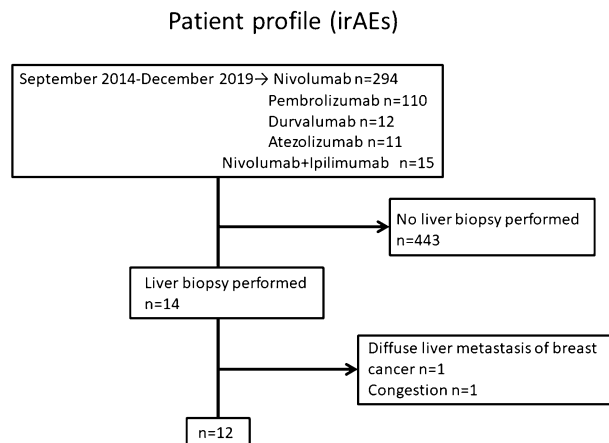 Patient profile (irAEs)
September 2014-December 2019→ Nivolumab n=294
Pembrolizumab n=110
Durvalumab n=12
Atezolizumab n=11
Nivolumab+Ipilimumab n=15
No liver biopsy performed
n=443
Liver biopsy performed
n=14
Diffuse liver metastasis of breast
cancer n=1
Congestion n=1
n=12